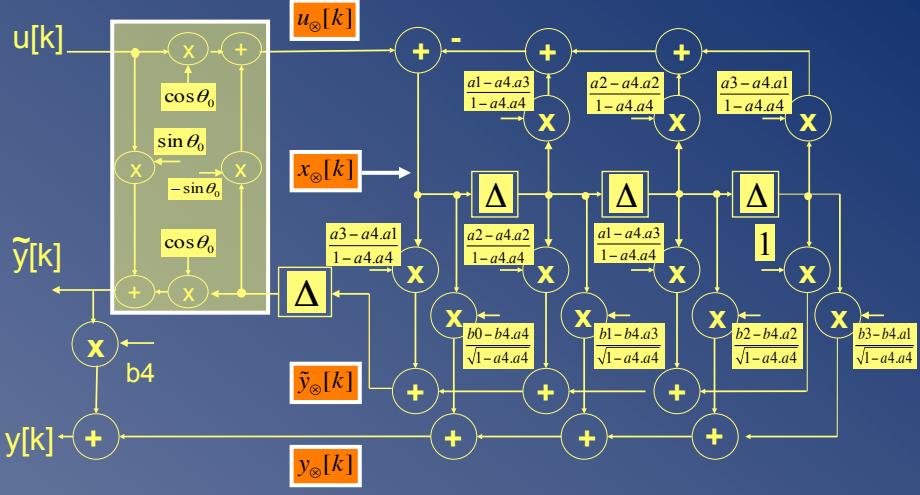 u[k]
u⊗[k]
x + + - + +
cos θ₀
a1 − a4.a3 / 1 − a4.a4
a2 − a4.a2 / 1 − a4.a4
a3 − a4.a1 / 1 − a4.a4
x x x
sin θ₀
x x
− sin θ₀
x⊗[k]
Δ Δ Δ
ỹ[k]
cos θ₀
a3 − a4.a1 / 1 − a4.a4
a2 − a4.a2 / 1 − a4.a4
a1 − a4.a3 / 1 − a4.a4
1
x x x x
+ x Δ
x x x x
x
b4
b0 − b4.a4 / √1 − a4.a4
b1 − b4.a3 / √1 − a4.a4
b2 − b4.a2 / √1 − a4.a4
b3 − b4.a1 / √1 − a4.a4
ỹ⊗[k]
+ + +
y[k]
+ + + +
y⊗[k]